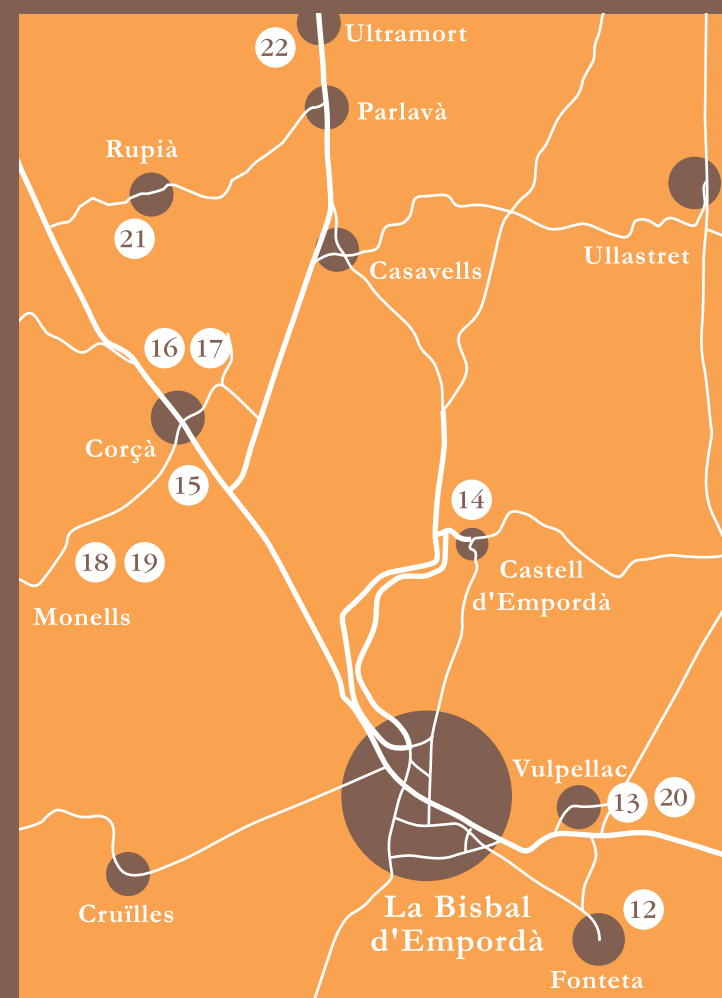 Ultramort
22
Parlavà
Rupià
21
Ullastret
Casavells
16 17
Corçà
15
14
18 19
Castell
d'Empordà
Monells
Vulpellac
13 20
La Bisbal
d'Empordà
12
Cruïlles
Fonteta